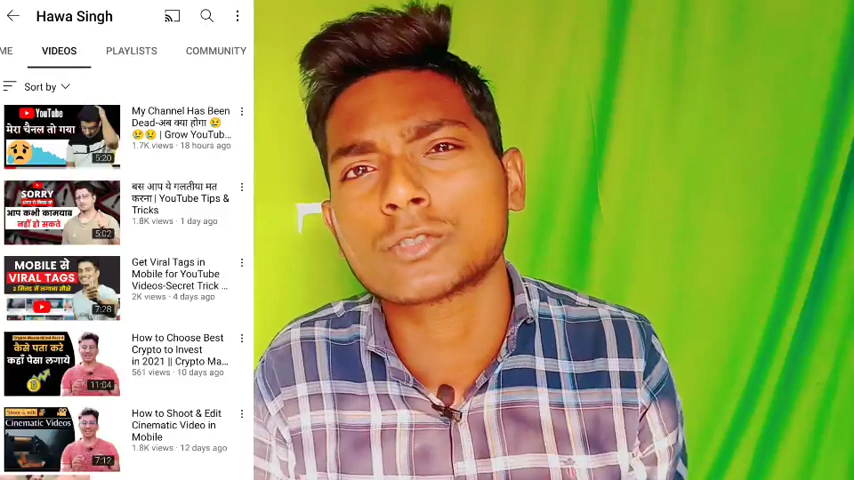 Hawa Singh
ME VIDEOS PLAYLISTS COMMUNITY
Sort by
YouTube
मेरा चैनल तो गया
5:20
My Channel Has Been
Dead-अब क्या होगा 😢
😢😢 | Grow YouTub...
1.7K views · 18 hours ago
SORRY
आप कभी कामयाब
नहीं हो सकते
5:02
बस आप ये गलतीया मत
करना | YouTube Tips &
Tricks
1.8K views · 1 day ago
MOBILE से
VIRAL TAGS
2 मिनट में लगाना सीखे
7:28
Get Viral Tags in
Mobile for YouTube
Videos-Secret Trick ...
2K views · 4 days ago
कैसे पता करे
कहाँ पैसा लगाये
11:04
How to Choose Best
Crypto to Invest
in 2021 || Crypto Ma...
561 views · 10 days ago
Cinematic Videos
7:12
How to Shoot & Edit
Cinematic Video in
Mobile
1.8K views · 12 days ago